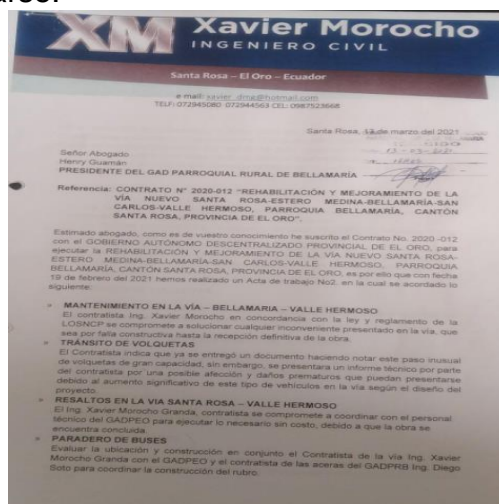 XM Xavier Morocho
INGENIERO CIVIL
Santa Rosa – El Oro – Ecuador
e mail: xavier_dmg@hotmail.com
TELF: 072945080 072944563 CEL: 0987523668
Santa Rosa, de marzo del 2021
Señor Abogado
Henry Guamán
PRESIDENTE DEL GAD PARROQUIAL RURAL DE BELLAMARÍA
Referencia: CONTRATO N° 2020-012 "REHABILITACIÓN Y MEJORAMIENTO DE LA
VÍA NUEVO SANTA ROSA-ESTERO MEDINA-BELLAMARÍA-SAN
CARLOS-VALLE HERMOSO, PARROQUIA BELLAMARÍA, CANTÓN
SANTA ROSA, PROVINCIA DE EL ORO".
Estimado abogado, como es de vuestro conocimiento he suscrito el Contrato No. 2020 -012
con el GOBIERNO AUTÓNOMO DESCENTRALIZADO PROVINCIAL DE EL ORO, para
ejecutar la REHABILITACIÓN Y MEJORAMIENTO DE LA VÍA NUEVO SANTA ROSA-
ESTERO MEDINA-BELLAMARÍA-SAN CARLOS-VALLE HERMOSO, PARROQUIA
BELLAMARÍA, CANTÓN SANTA ROSA, PROVINCIA DE EL ORO, es por ello que con fecha
19 de febrero del 2021 hemos realizado un Acta de trabajo No2. en la cual se acordado lo
siguiente:
» MANTENIMIENTO EN LA VÍA – BELLAMARIA – VALLE HERMOSO
El contratista Ing. Xavier Morocho en concordancia con la ley y reglamento de la
LOSNCP se compromete a solucionar cualquier inconveniente presentado en la vía, que
sea por falla constructiva hasta la recepción definitiva de la obra.
» TRÁNSITO DE VOLQUETAS
El Contratista indica que ya se entregó un documento haciendo notar este paso inusual
de volquetas de gran capacidad, sin embargo, se presentara un informe técnico por parte
del contratista por una posible afección y daños prematuros que puedan presentarse
debido al aumento significativo de este tipo de vehículos en la vía según el diseño del
proyecto.
» RESALTOS EN LA VIA SANTA ROSA – VALLE HERMOSO
El Ing. Xavier Morocho Granda, contratista se compromete a coordinar con el personal
técnico del GADPEO para ejecutar lo necesario sin costo, debido a que la obra se
encuentra concluida.
» PARADERO DE BUSES
Evaluar la ubicación y construcción en conjunto el Contratista de la vía Ing. Xavier
Morocho Granda con el GADPEO y el contratista de las aceras del GADPRB Ing. Diego
Soto para coordinar la construcción del rubro.